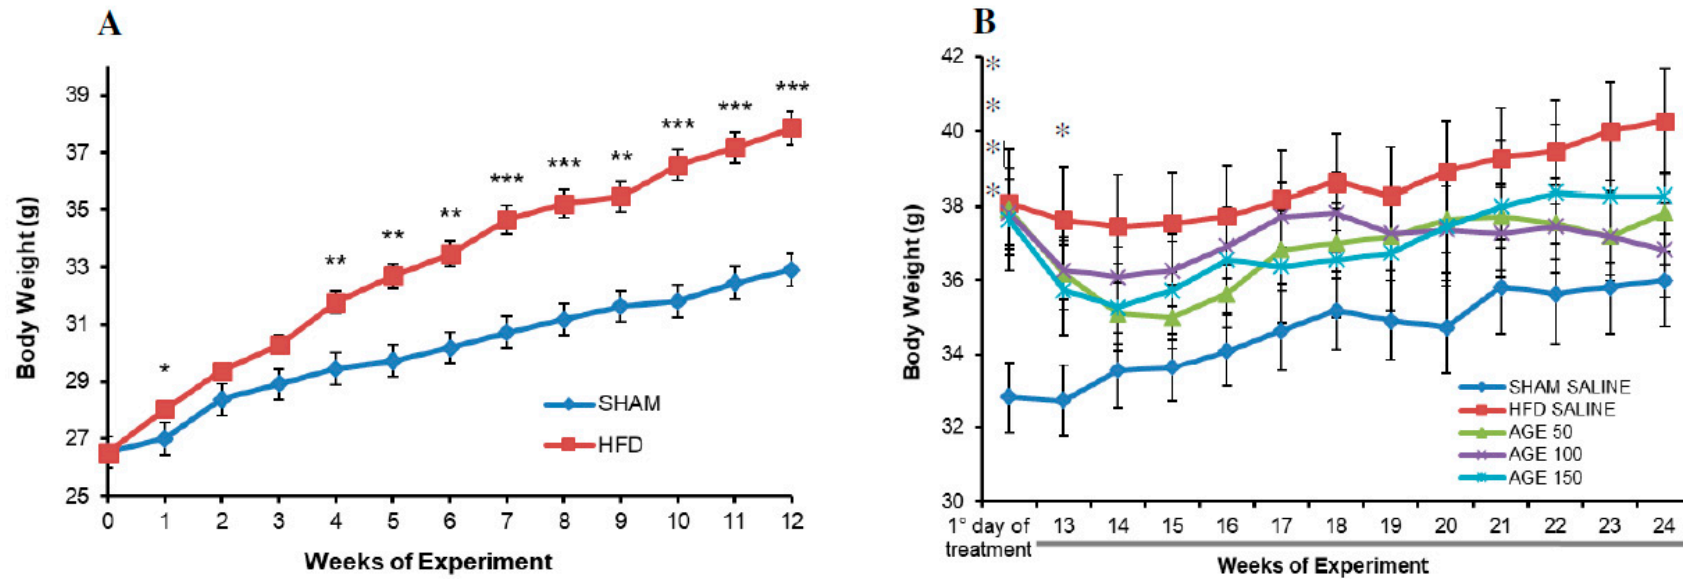 A
39
37
35
33
31
29
27
25
Body Weight (g)
*
**
**
**
***
***
**
***
***
***
SHAM
HFD
0 1 2 3 4 5 6 7 8 9 10 11 12
Weeks of Experiment
B
42
40
38
36
34
32
30
Body Weight (g)
*
*
*
*
*
SHAM SALINE
HFD SALINE
AGE 50
AGE 100
AGE 150
1° day of 13 14 15 16 17 18 19 20 21 22 23 24
treatment
Weeks of Experiment